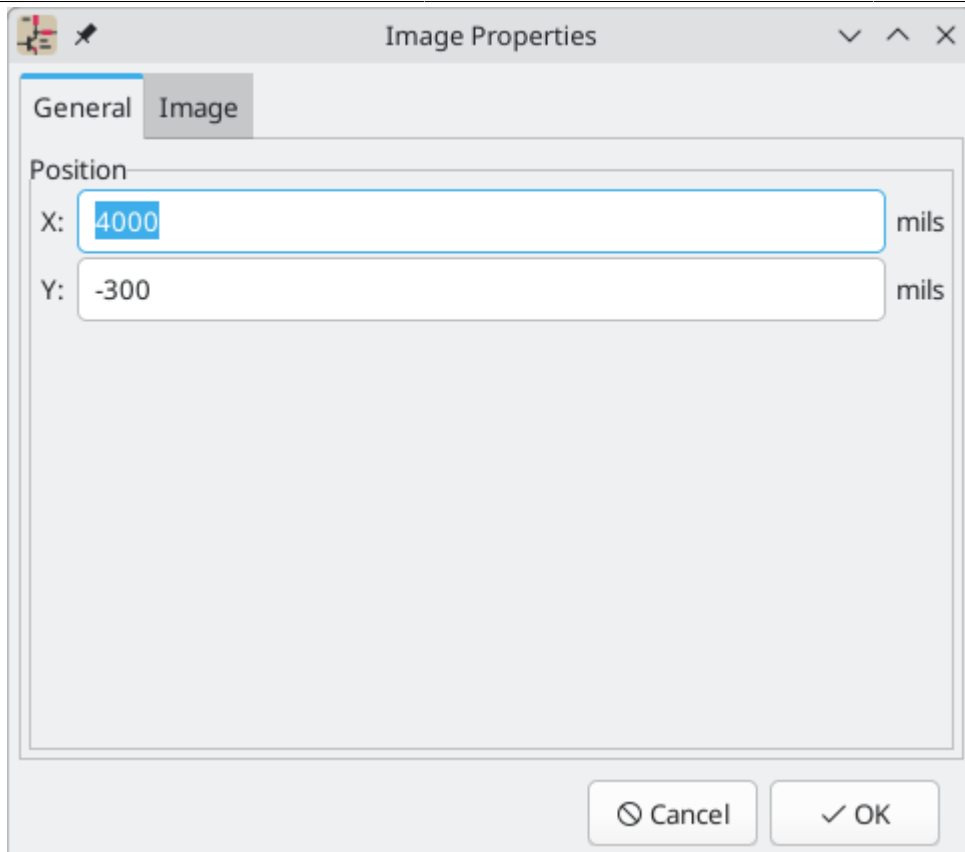 Image Properties
General Image
Position
X: 4000 mils
Y: -300 mils
Cancel OK